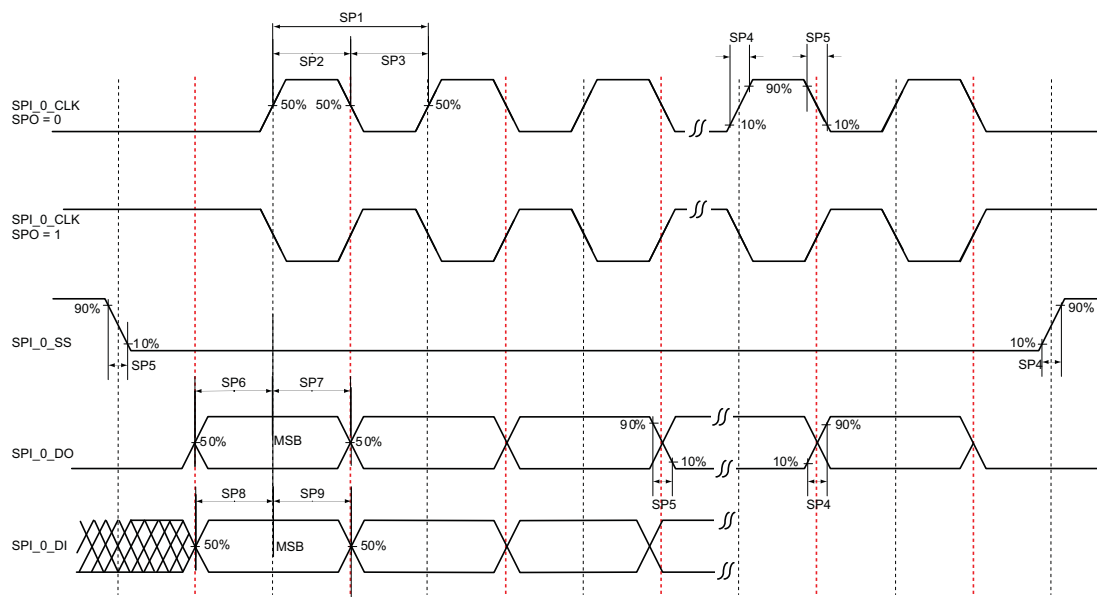 SP1
SP2 SP3
SP4 SP5
SPI_0_CLK
SPO = 0
50% 50% 50% 90%
10% 10%
SPI_0_CLK
SPO = 1
90% 90%
SPI_0_SS
10% 10%
SP5 SP4
SP6 SP7
90% 90%
SPI_0_DO
50% MSB 50%
10% 10%
SP5 SP4
SP8 SP9
SPI_0_DI
50% MSB 50%